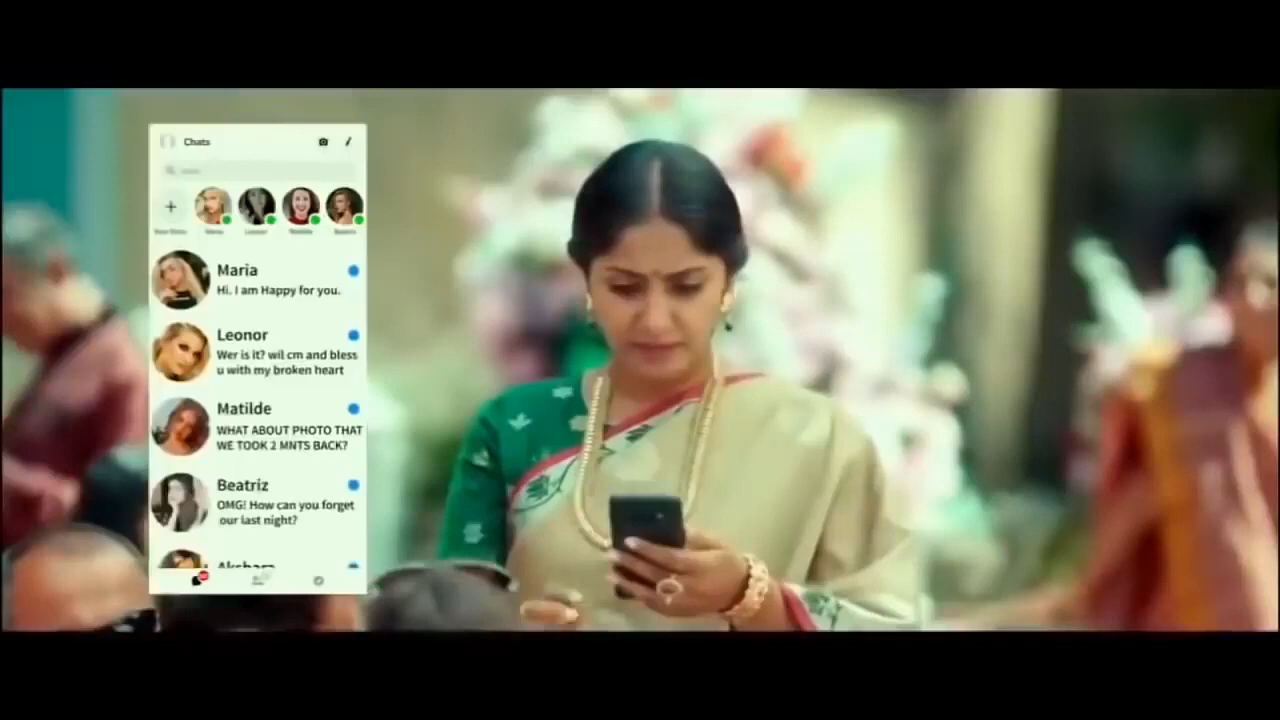 Chats
Maria
Hi. I am Happy for you.
Leonor
Wer is it? wil cm and bless
u with my broken heart
Matilde
WHAT ABOUT PHOTO THAT
WE TOOK 2 MNTS BACK?
Beatriz
OMG! How can you forget
our last night?
Akshara